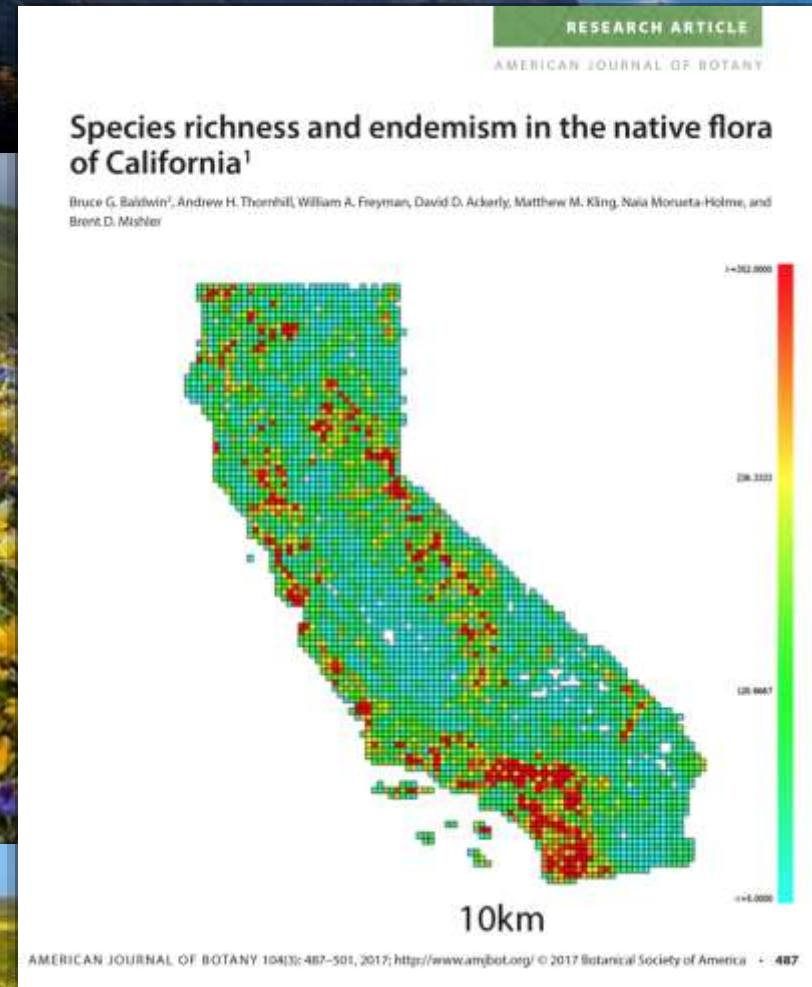 RESEARCH ARTICLE
AMERICAN JOURNAL OF BOTANY
Species richness and endemism in the native flora
of California¹
Bruce G. Baldwin², Andrew H. Thornhill, William A. Freyman, David D. Ackerly, Matthew M. Kling, Naia Morueta-Holme, and
Brent D. Mishler
10km
AMERICAN JOURNAL OF BOTANY 104(3): 487–501, 2017; http://www.amjbot.org/ © 2017 Botanical Society of America • 487